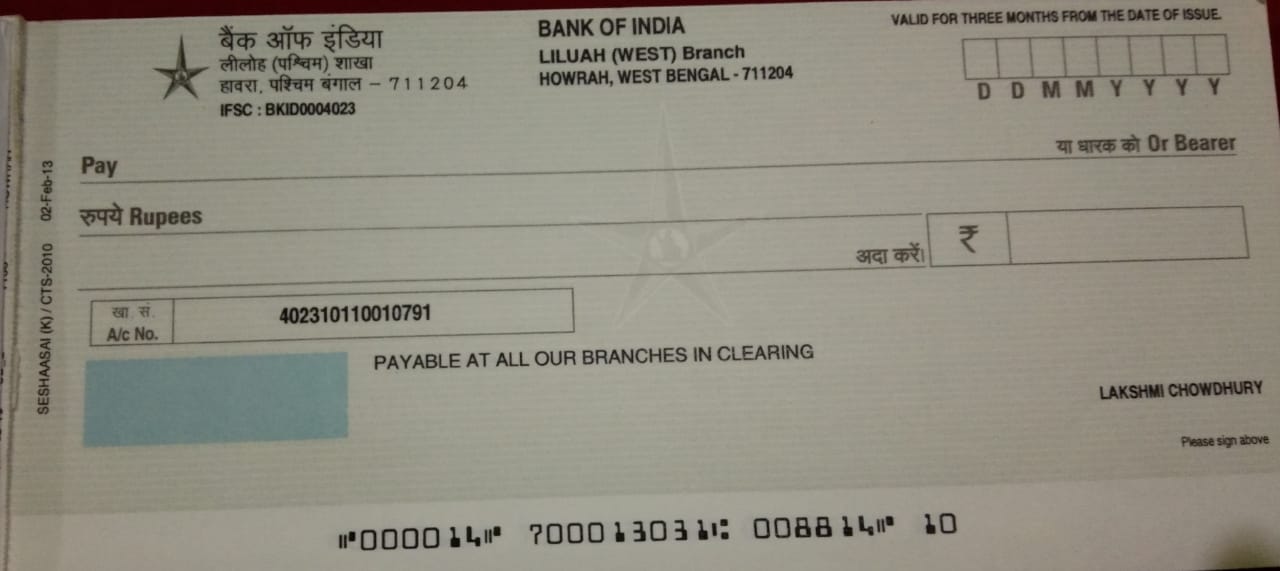 बैंक ऑफ इंडिया
लीलोह (पश्चिम) शाखा
हावरा, पश्चिम बंगाल – 711204
IFSC : BKID0004023
BANK OF INDIA
LILUAH (WEST) Branch
HOWRAH, WEST BENGAL - 711204
VALID FOR THREE MONTHS FROM THE DATE OF ISSUE.
D D M M Y Y Y Y
Pay
या धारक को Or Bearer
रुपये Rupees
अदा करें।
₹
खा. सं.
A/c No.
402310110010791
PAYABLE AT ALL OUR BRANCHES IN CLEARING
LAKSHMI CHOWDHURY
Please sign above
SESHAASAI (K) / CTS-2010 02-Feb-13
⑈000014⑈ 700013031⑆ 008814⑈ 10